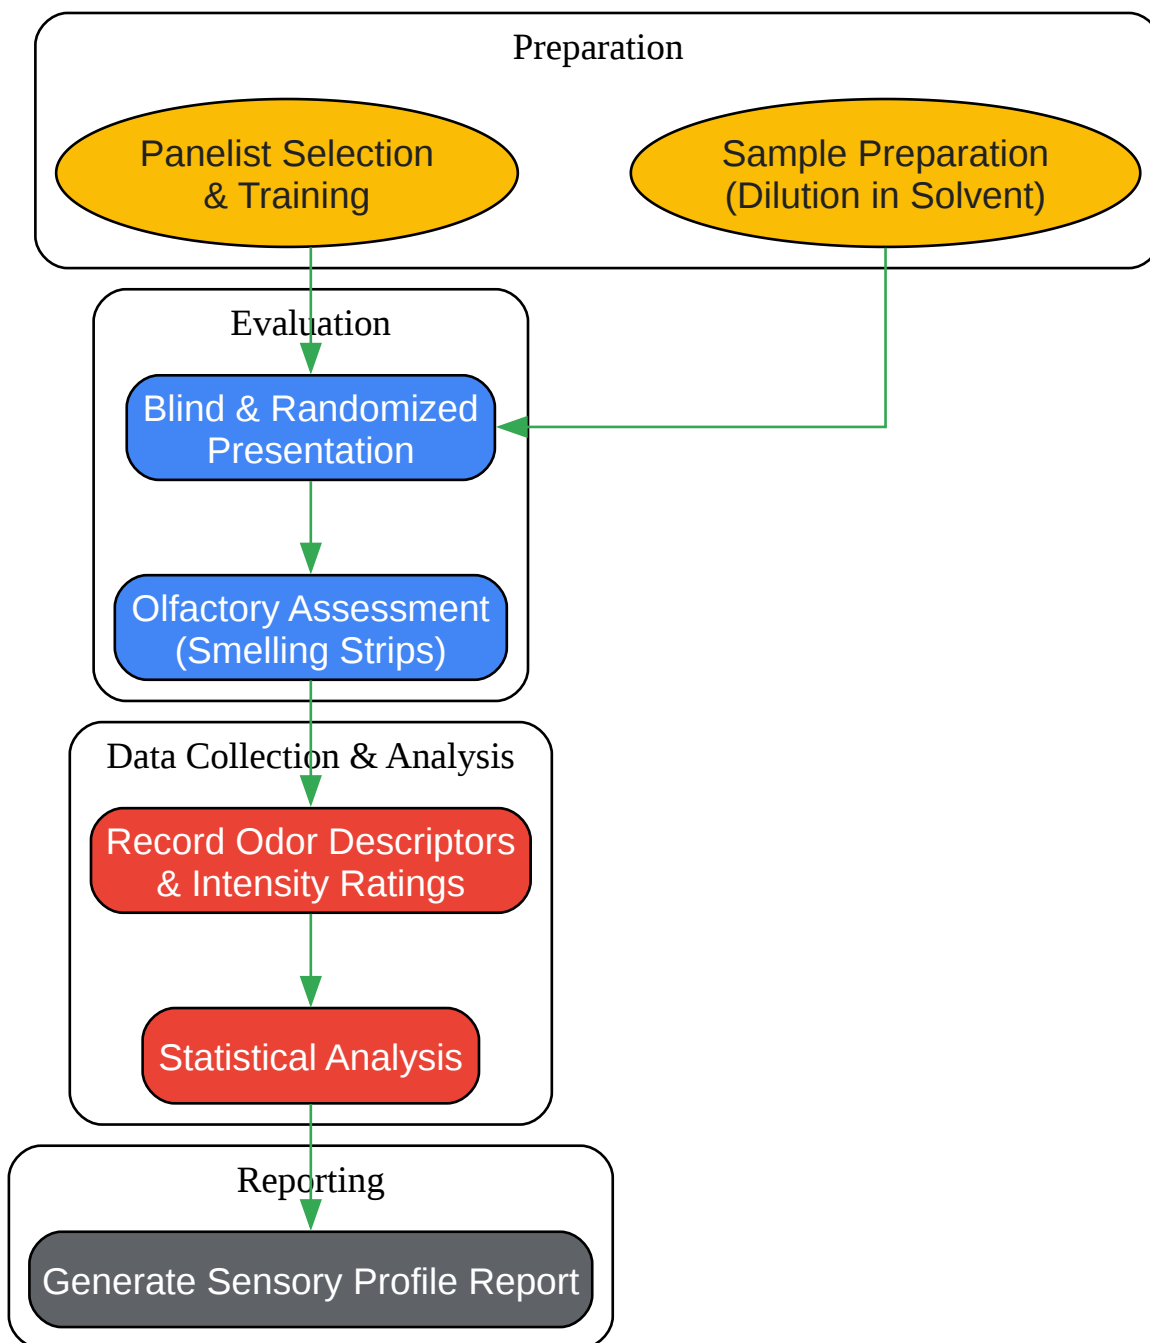 Preparation
Panelist Selection
& Training
Sample Preparation
(Dilution in Solvent)
Evaluation
Blind & Randomized
Presentation
Olfactory Assessment
(Smelling Strips)
Data Collection & Analysis
Record Odor Descriptors
& Intensity Ratings
Statistical Analysis
Reporting
Generate Sensory Profile Report